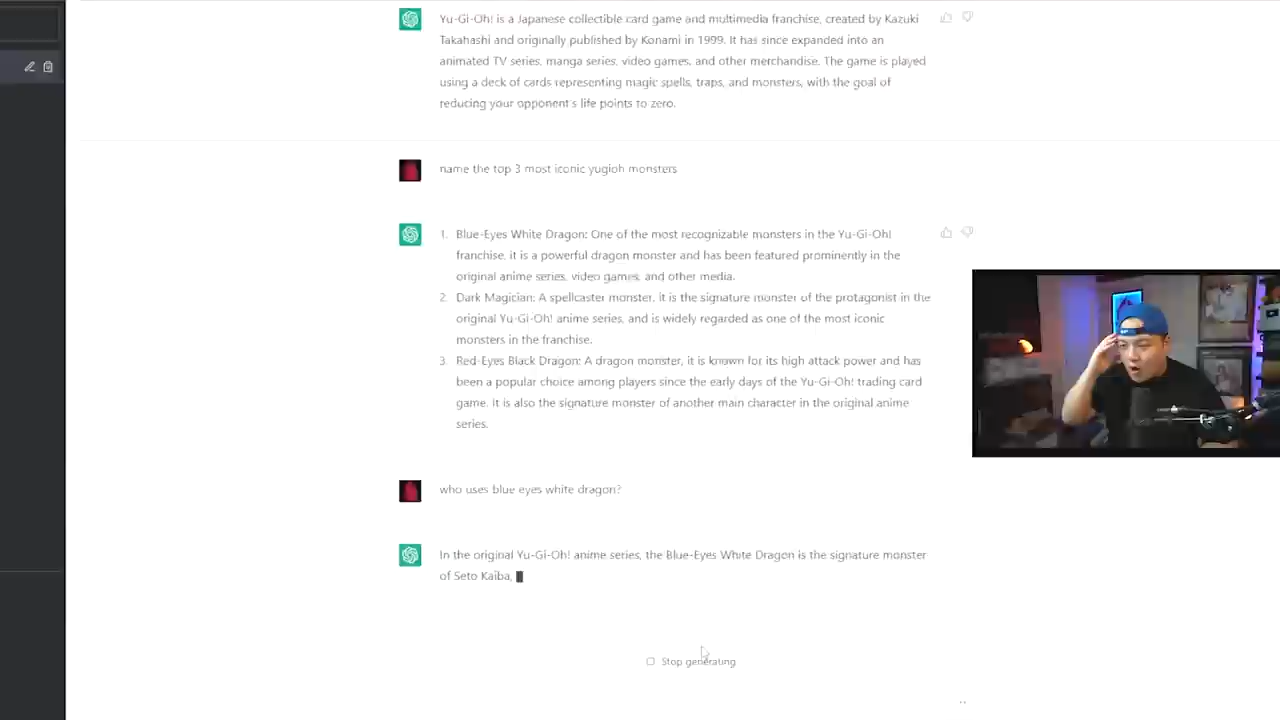 Yu-Gi-Oh! is a Japanese collectible card game and multimedia franchise, created by Kazuki
Takahashi and originally published by Konami in 1999. It has since expanded into an
animated TV series, manga series, video games, and other merchandise. The game is played
using a deck of cards representing magic spells, traps, and monsters, with the goal of
reducing your opponent's life points to zero.
name the top 3 most iconic yugioh monsters
1. Blue-Eyes White Dragon: One of the most recognizable monsters in the Yu-Gi-Oh!
franchise, it is a powerful dragon monster and has been featured prominently in the
original anime series, video games, and other media.
2. Dark Magician: A spellcaster monster, it is the signature monster of the protagonist in the
original Yu-Gi-Oh! anime series, and is widely regarded as one of the most iconic
monsters in the franchise.
3. Red-Eyes Black Dragon: A dragon monster, it is known for its high attack power and has
been a popular choice among players since the early days of the Yu-Gi-Oh! trading card
game. It is also the signature monster of another main character in the original anime
series.
who uses blue eyes white dragon?
In the original Yu-Gi-Oh! anime series, the Blue-Eyes White Dragon is the signature monster
of Seto Kaiba,
Stop generating